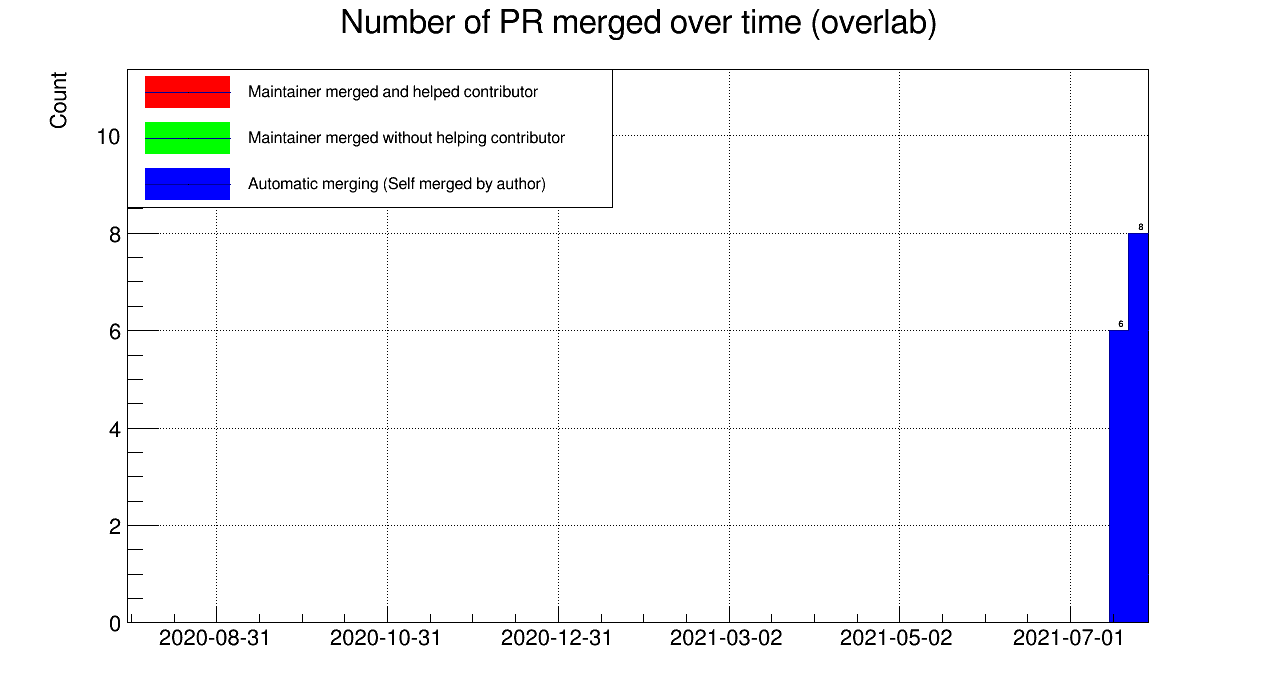 Number of PR merged over time (overlab)
Count
Maintainer merged and helped contributor
Maintainer merged without helping contributor
Automatic merging (Self merged by author)
10
8
6
4
2
0
8
6
2020-08-31 2020-10-31 2020-12-31 2021-03-02 2021-05-02 2021-07-01